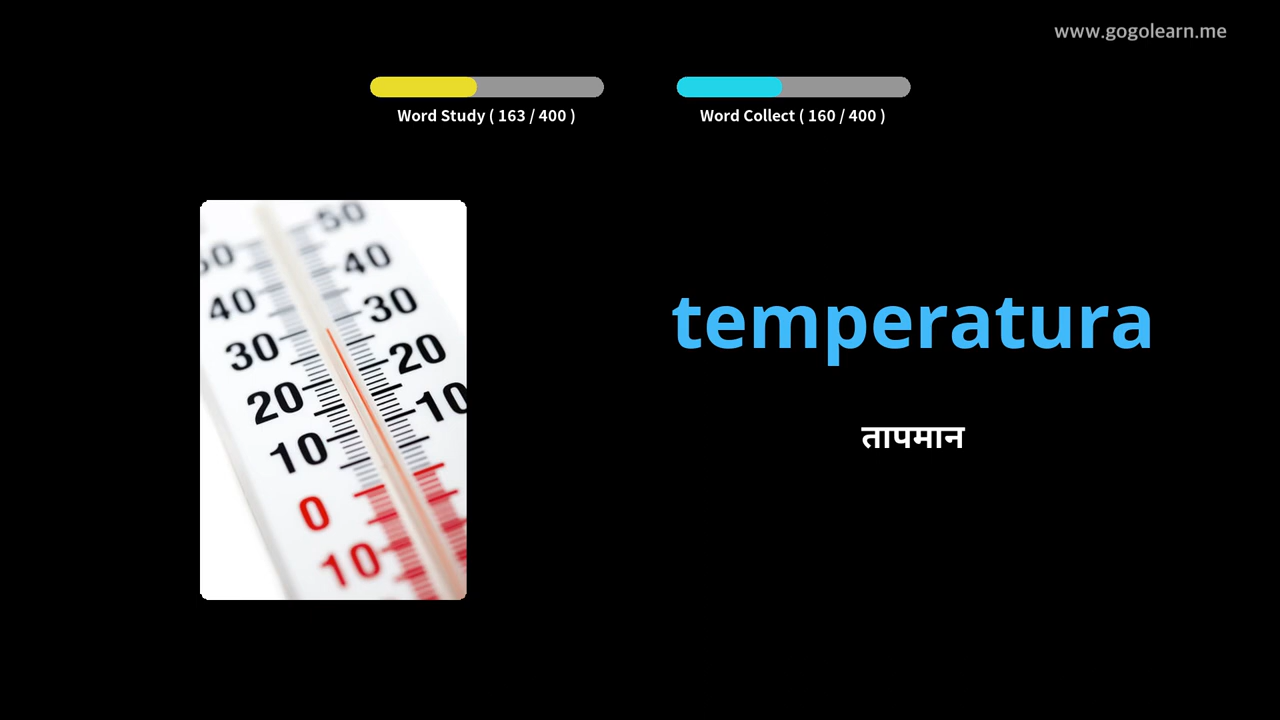 www.gogolearn.me
Word Study ( 163 / 400 )
Word Collect ( 160 / 400 )
50
40
30
20
10
0
10
50
40
30
20
10
temperatura
तापमान